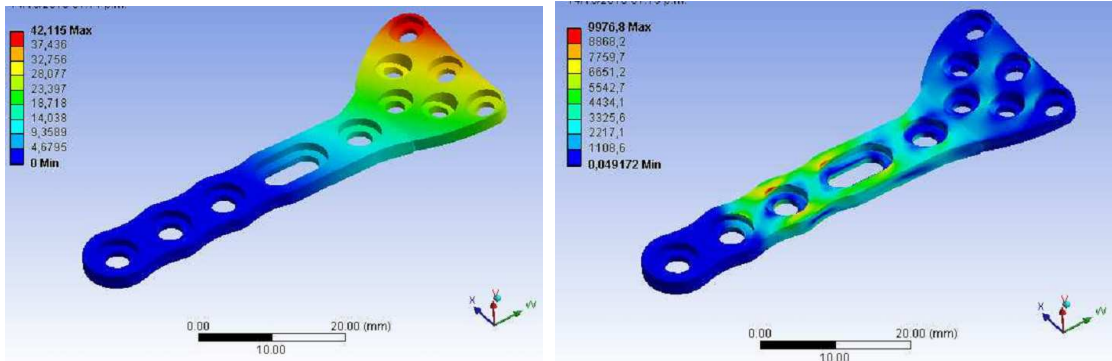 42,115 Max
37,436
32,756
28,077
23,397
18,718
14,038
9,3589
4,6795
0 Min
X
Y
0.00
20.00 (mm)
10.00
9976,8 Max
8868,2
7759,7
6651,2
5542,7
4434,1
3325,6
2217,1
1108,6
0,049172 Min
X
Y
0.00
20.00 (mm)
10.00